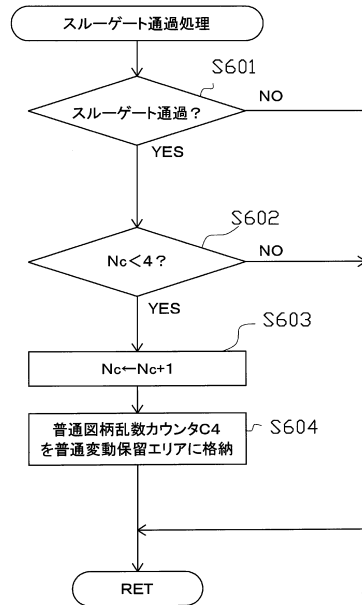 スルーゲート通過処理
S601
スルーゲート通過？
NO
YES
S602
Nc＜4？
NO
YES
S603
Nc←Nc+1
普通図柄乱数カウンタC4
を普通変動保留エリアに格納
S604
RET